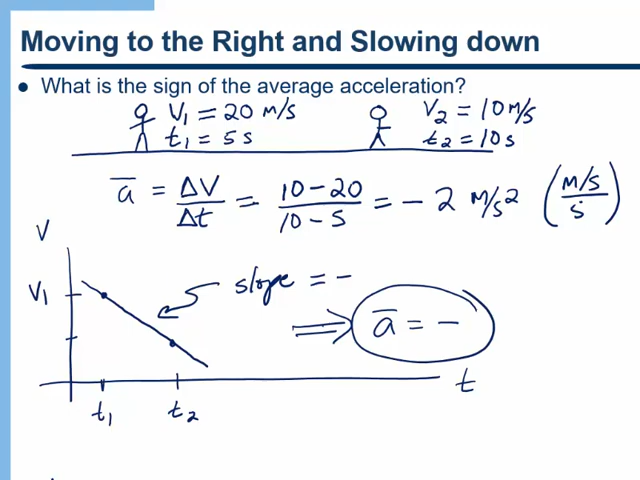 Moving to the Right and Slowing down
What is the sign of the average acceleration?
V₁ = 20 m/s
t₁ = 5 s
V₂ = 10 m/s
t₂ = 10 s
a̅ = ΔV/Δt = (10 − 20)/(10 − 5) = − 2 m/s² (m/s / s)
V
slope = −
V₁
⇒ a̅ = −
t
t₁ t₂